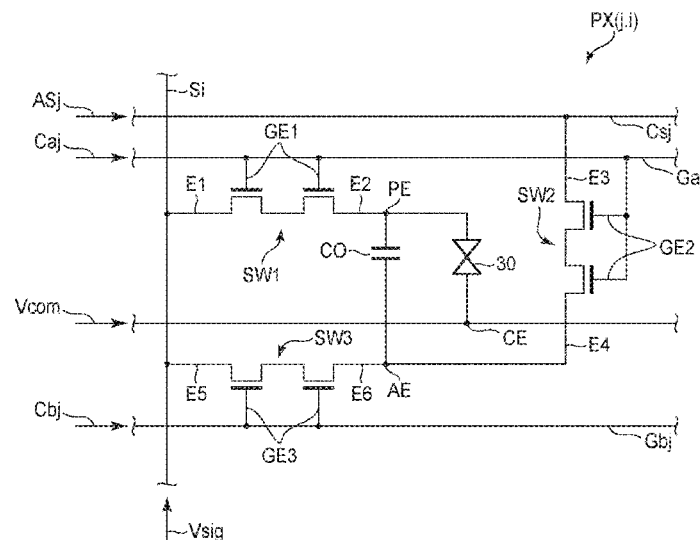 PX(j.i)
Si
ASj
Csj
Caj
GE1
Ga
E1
E2
PE
E3
SW2
GE2
SW1
CO
30
Vcom
SW3
CE
E4
E5
E6
AE
Cbj
GE3
Gbj
Vsig